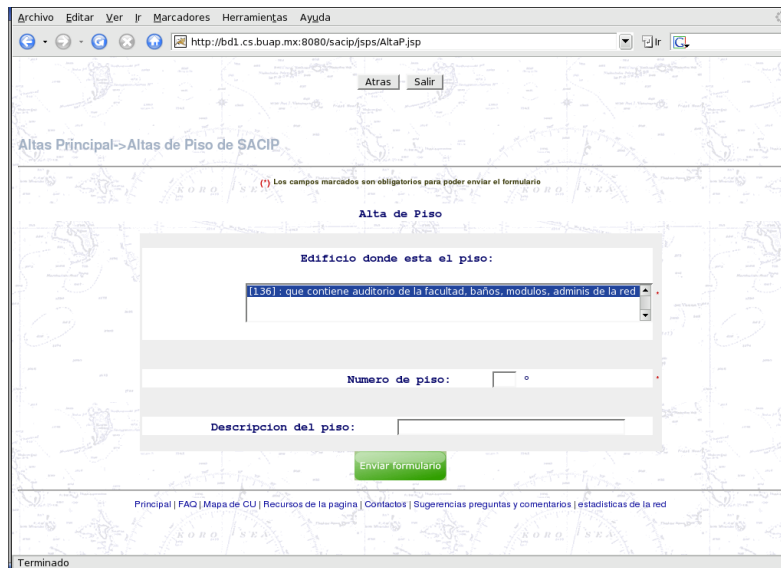 Archivo Editar Ver Ir Marcadores Herramientas Ayuda
http://bd1.cs.buap.mx:8080/sacip/jsps/AltaP.jsp Ir G
Atras Salir
Altas Principal->Altas de Piso de SACIP
(*) Los campos marcados son obligatorios para poder enviar el formulario
Alta de Piso
Edificio donde esta el piso:
[136] : que contiene auditorio de la facultad, baños, modulos, adminis de la red *
Numero de piso: º *
Descripcion del piso:
Enviar formulario
Principal | FAQ | Mapa de CU | Recursos de la pagina | Contactos | Sugerencias preguntas y comentarios | estadisticas de la red
Terminado